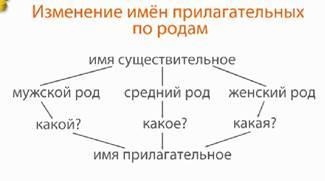 Изменение имён прилагательных
по родам
имя существительное
мужской род средний род женский род
какой? какое? какая?
имя прилагательное